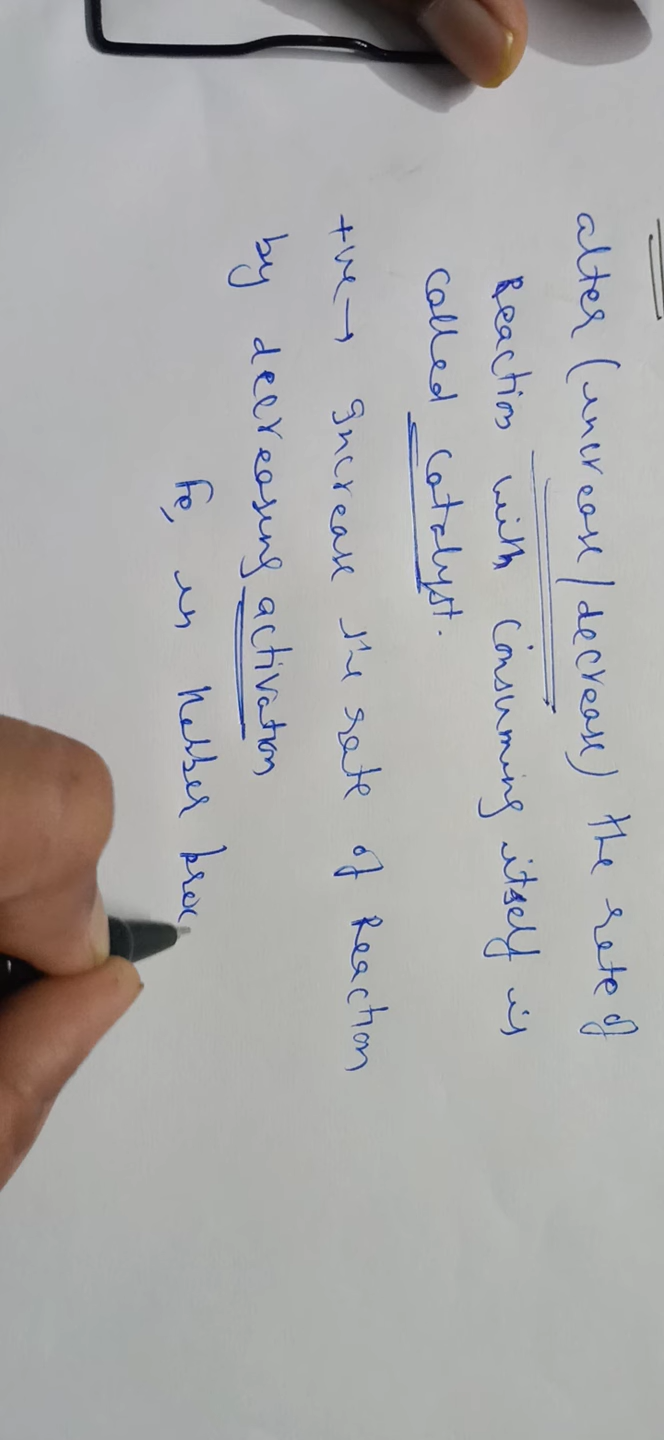 alter (increase/decrease) the rate of
Reaction with Consuming itself is
Called Catalyst.
+ve→ Increase the rate of Reaction
by decreasing activation
Fe, in Habber proc